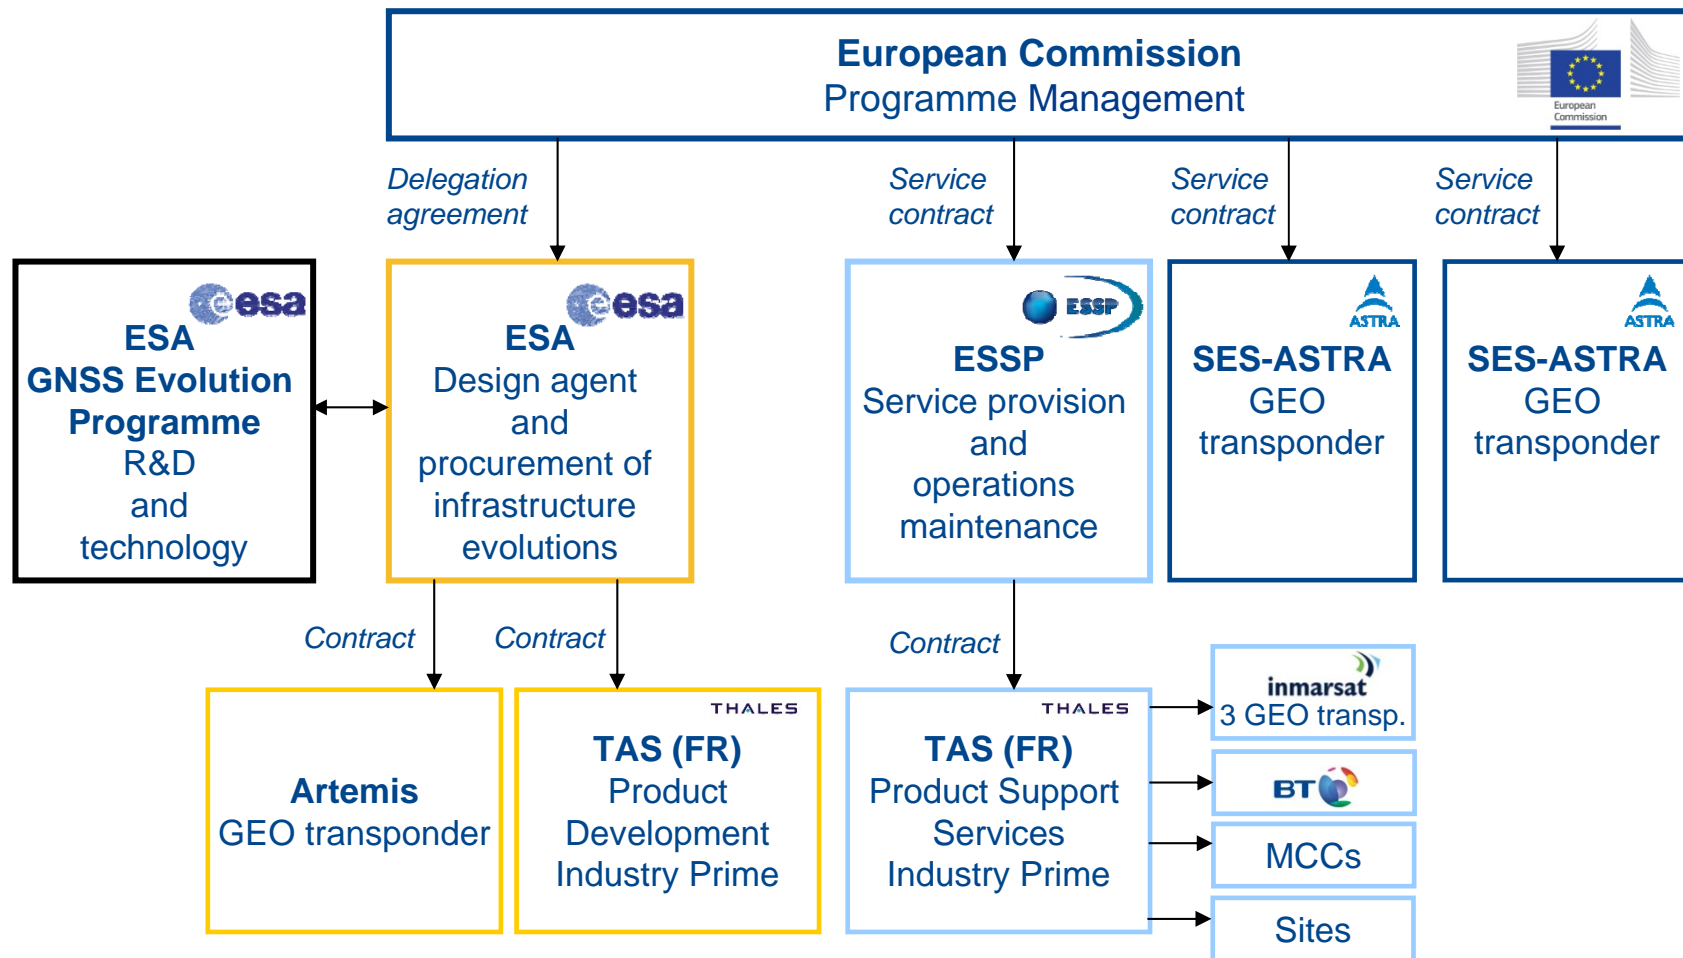 European Commission
Programme Management
European
Commission
Delegation
agreement
Service
contract
Service
contract
Service
contract
esa
ESA
GNSS Evolution
Programme
R&D
and
technology
esa
ESA
Design agent
and
procurement of
infrastructure
evolutions
ESSP
ESSP
Service provision
and
operations
maintenance
ASTRA
SES-ASTRA
GEO
transponder
ASTRA
SES-ASTRA
GEO
transponder
Contract
Contract
Contract
Artemis
GEO transponder
THALES
TAS (FR)
Product
Development
Industry Prime
THALES
TAS (FR)
Product Support
Services
Industry Prime
inmarsat
3 GEO transp.
BT
MCCs
Sites